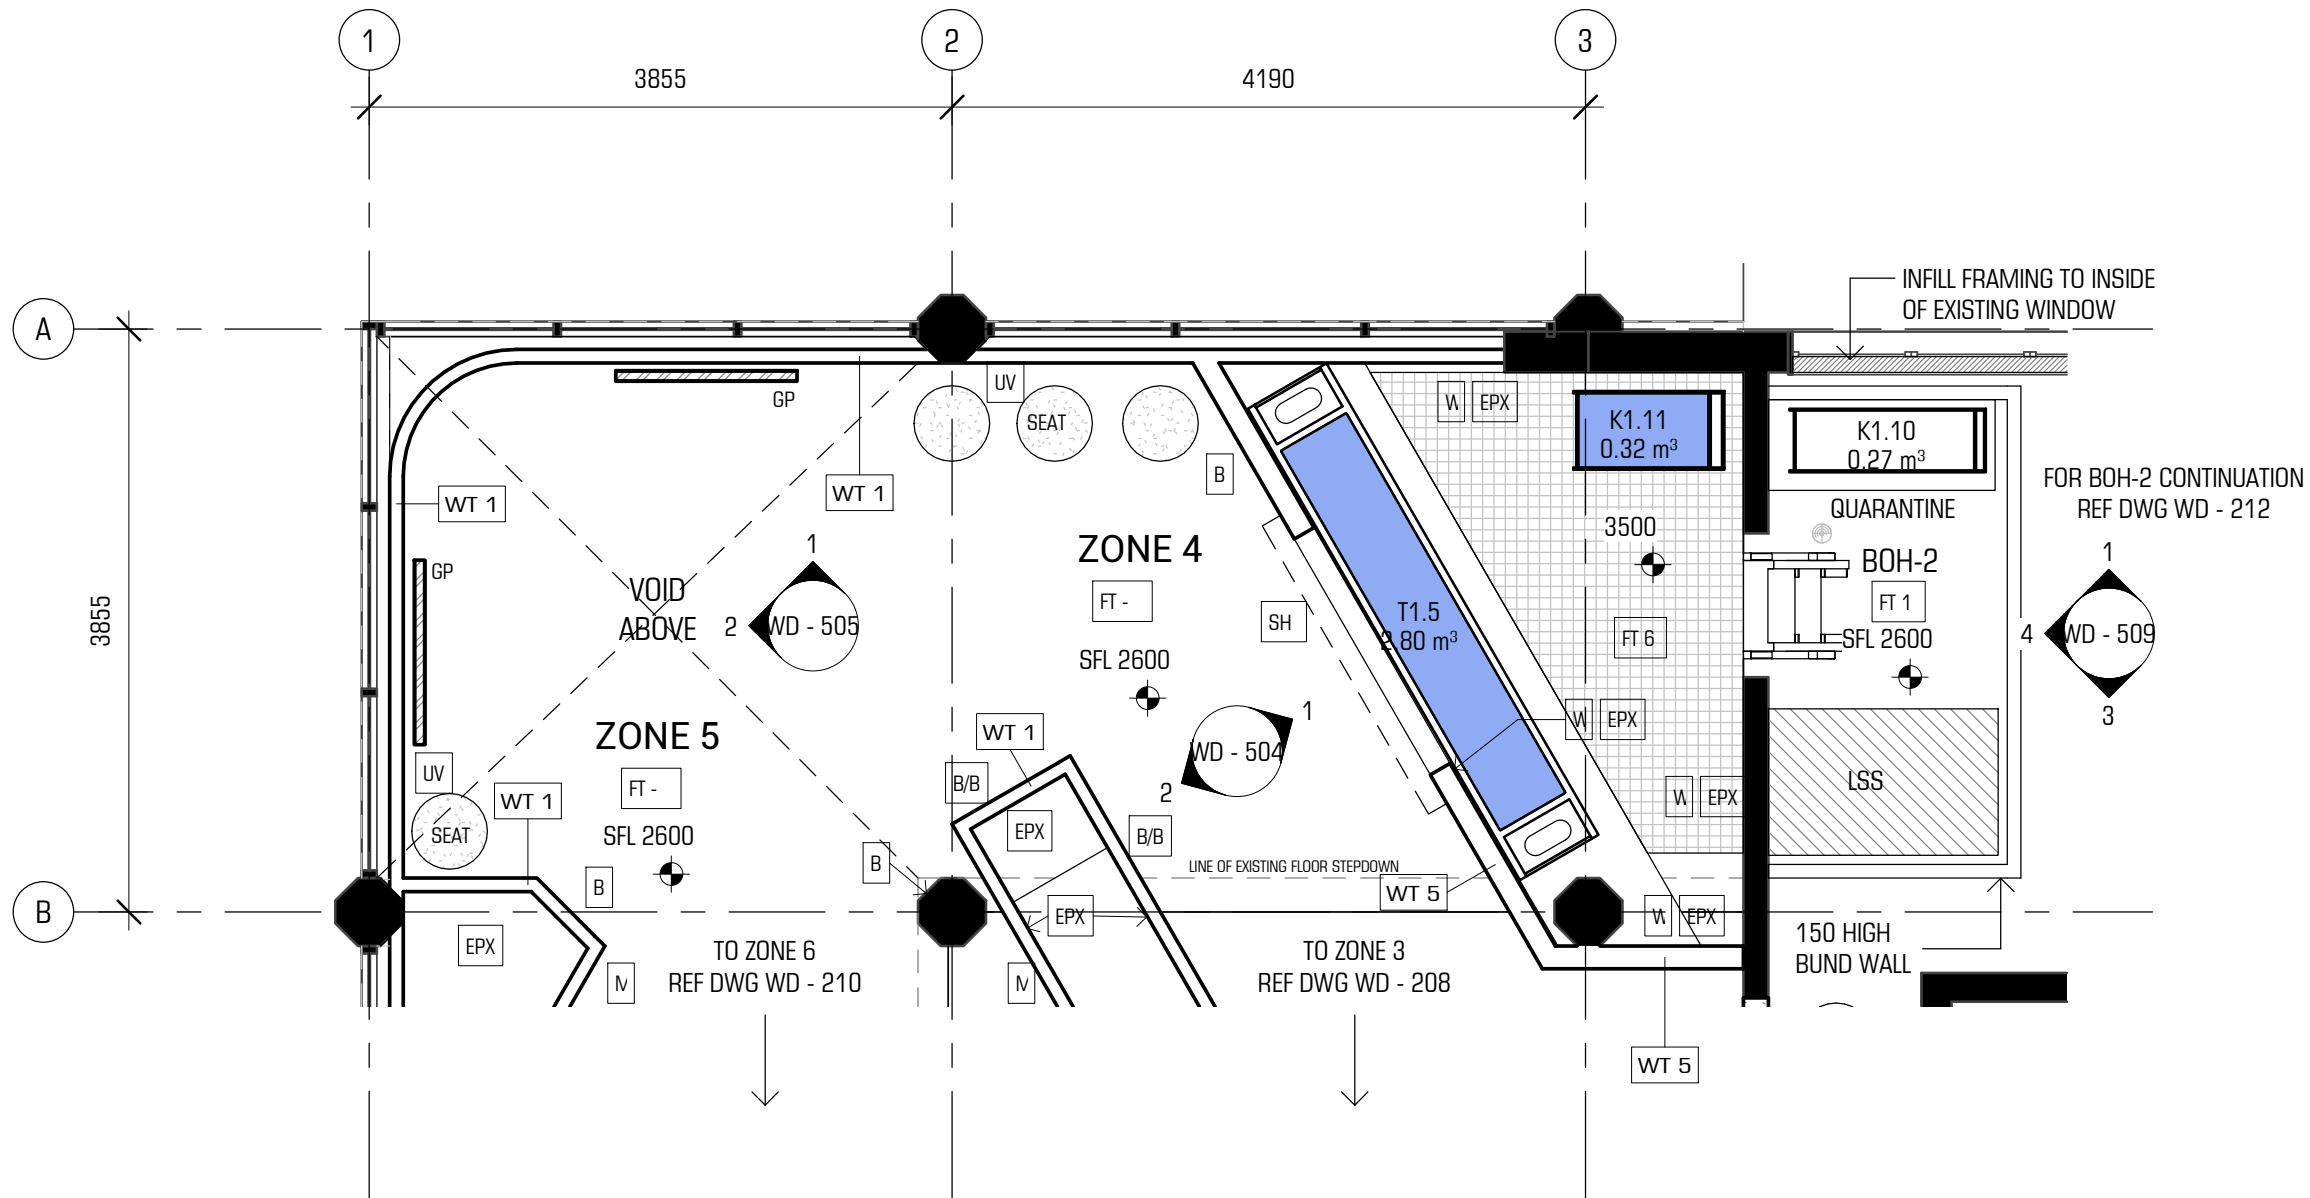 1
2
3
3855
4190
A
INFILL FRAMING TO INSIDE
OF EXISTING WINDOW
UV
GP
SEAT
W
EPX
K1.11
0.32 m³
K1.10
0.27 m³
B
FOR BOH-2 CONTINUATION
REF DWG WD - 212
WT 1
WT 1
QUARANTINE
3500
ZONE 4
1
1
BOH-2
GP
VOID
ABOVE
FT -
FT 1
3855
2
WD - 505
SH
T1.5
2.80 m³
FT 6
SFL 2600
4
WD - 509
SFL 2600
ZONE 5
WT 1
1
W
EPX
3
WD - 504
UV
FT -
B/B
2
LSS
WT 1
W
EPX
SEAT
SFL 2600
EPX
B/B
B
LINE OF EXISTING FLOOR STEPDOWN
B
WT 5
B
EPX
W
EPX
EPX
TO ZONE 6
REF DWG WD - 210
TO ZONE 3
REF DWG WD - 208
150 HIGH
BUND WALL
M
M
WT 5